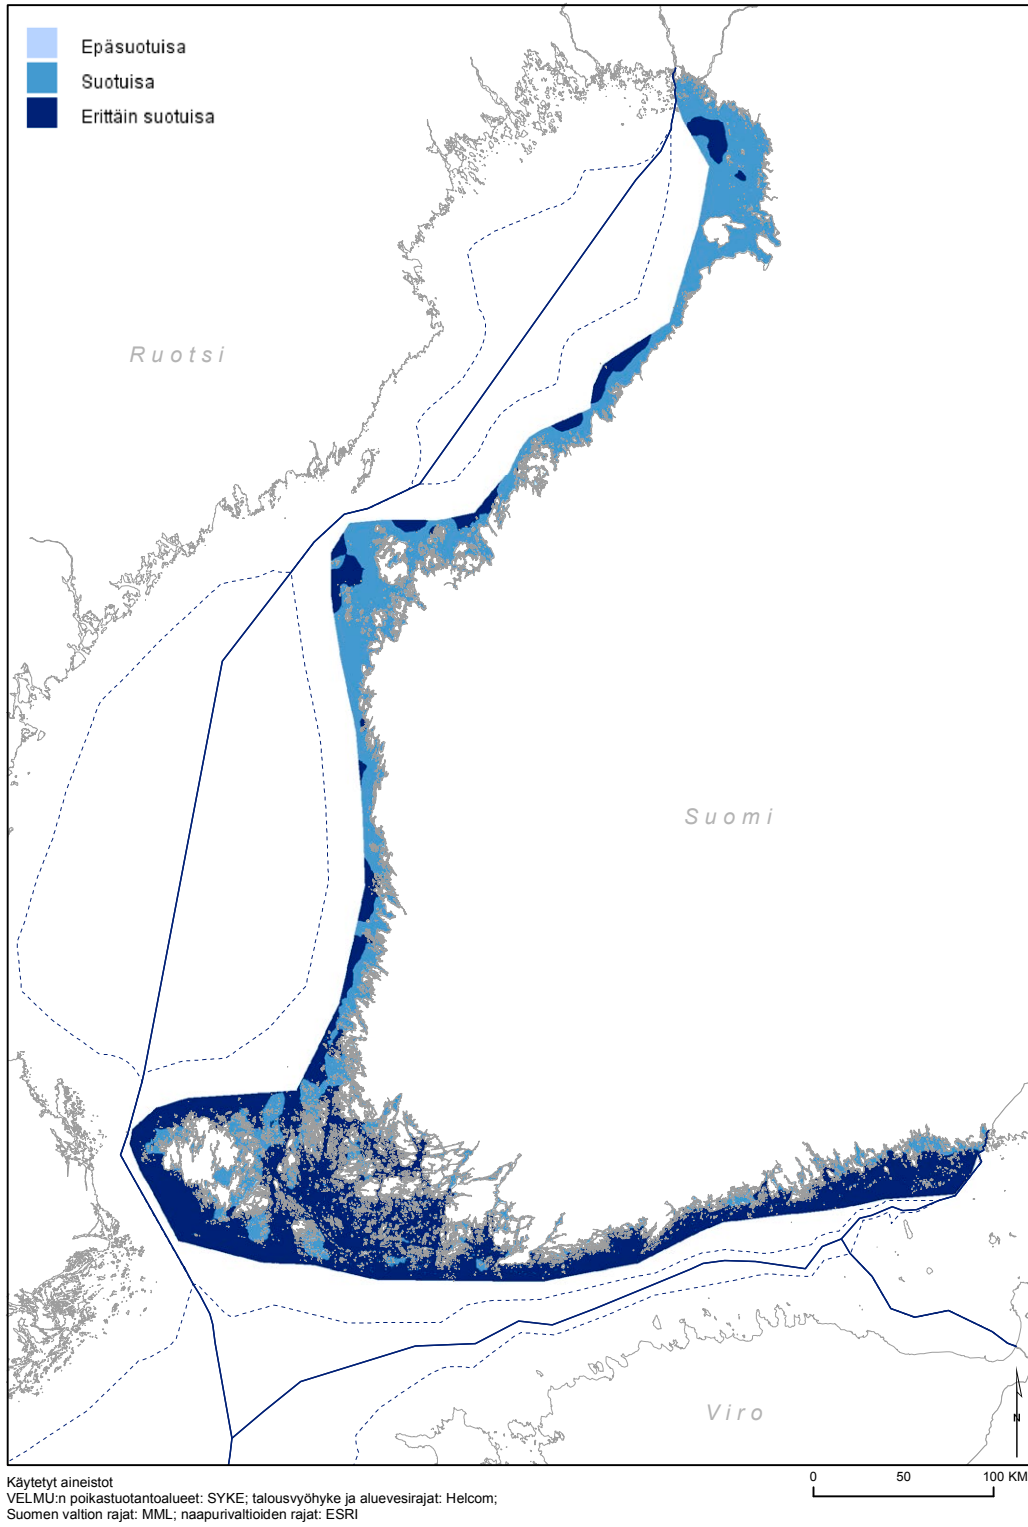 Epäsuotuisa
Suotuisa
Erittäin suotuisa
Ruotsi
Suomi
Viro
N
0 50 100 KM
Käytetyt aineistot
VELMU:n poikastuotantoalueet: SYKE; talousvyöhyke ja aluevesirajat: Helcom;
Suomen valtion rajat: MML; naapurivaltioiden rajat: ESRI